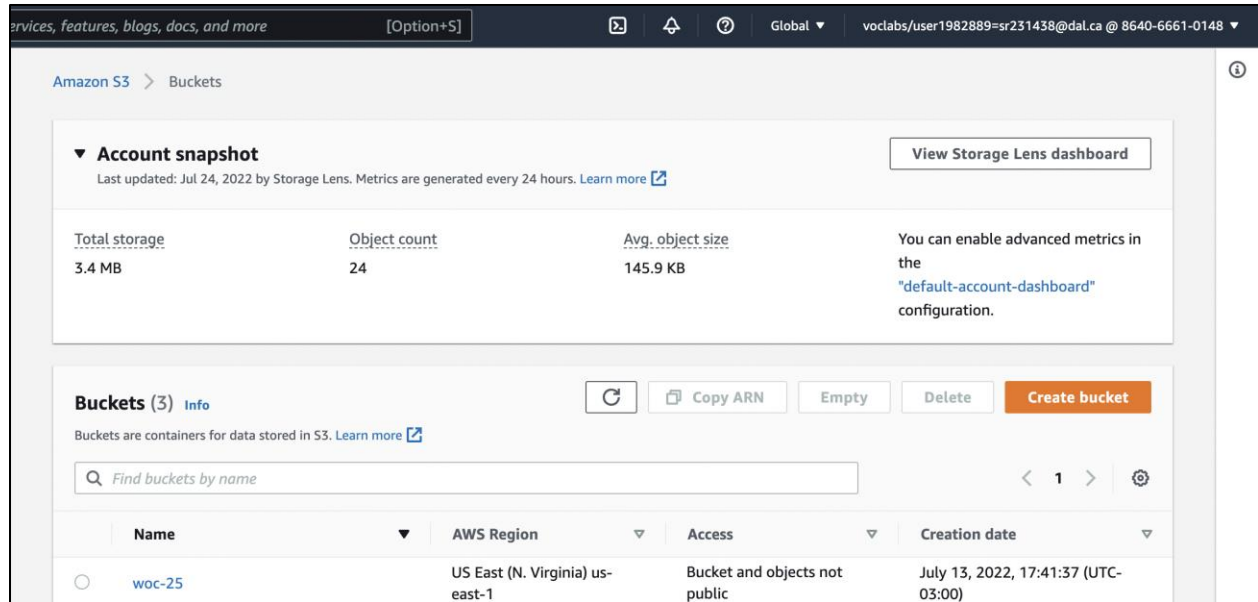 ervices, features, blogs, docs, and more [Option+S] Global ▼ voclabs/user1982889=sr231438@dal.ca @ 8640-6661-0148 ▼
Amazon S3 > Buckets
▼ Account snapshot
View Storage Lens dashboard
Last updated: Jul 24, 2022 by Storage Lens. Metrics are generated every 24 hours. Learn more
Total storage
3.4 MB
Object count
24
Avg. object size
145.9 KB
You can enable advanced metrics in
the
"default-account-dashboard"
configuration.
Buckets (3) Info
Copy ARN Empty Delete Create bucket
Buckets are containers for data stored in S3. Learn more
Find buckets by name
< 1 >
Name AWS Region Access Creation date
woc-25
US East (N. Virginia) us-
east-1
Bucket and objects not
public
July 13, 2022, 17:41:37 (UTC-
03:00)